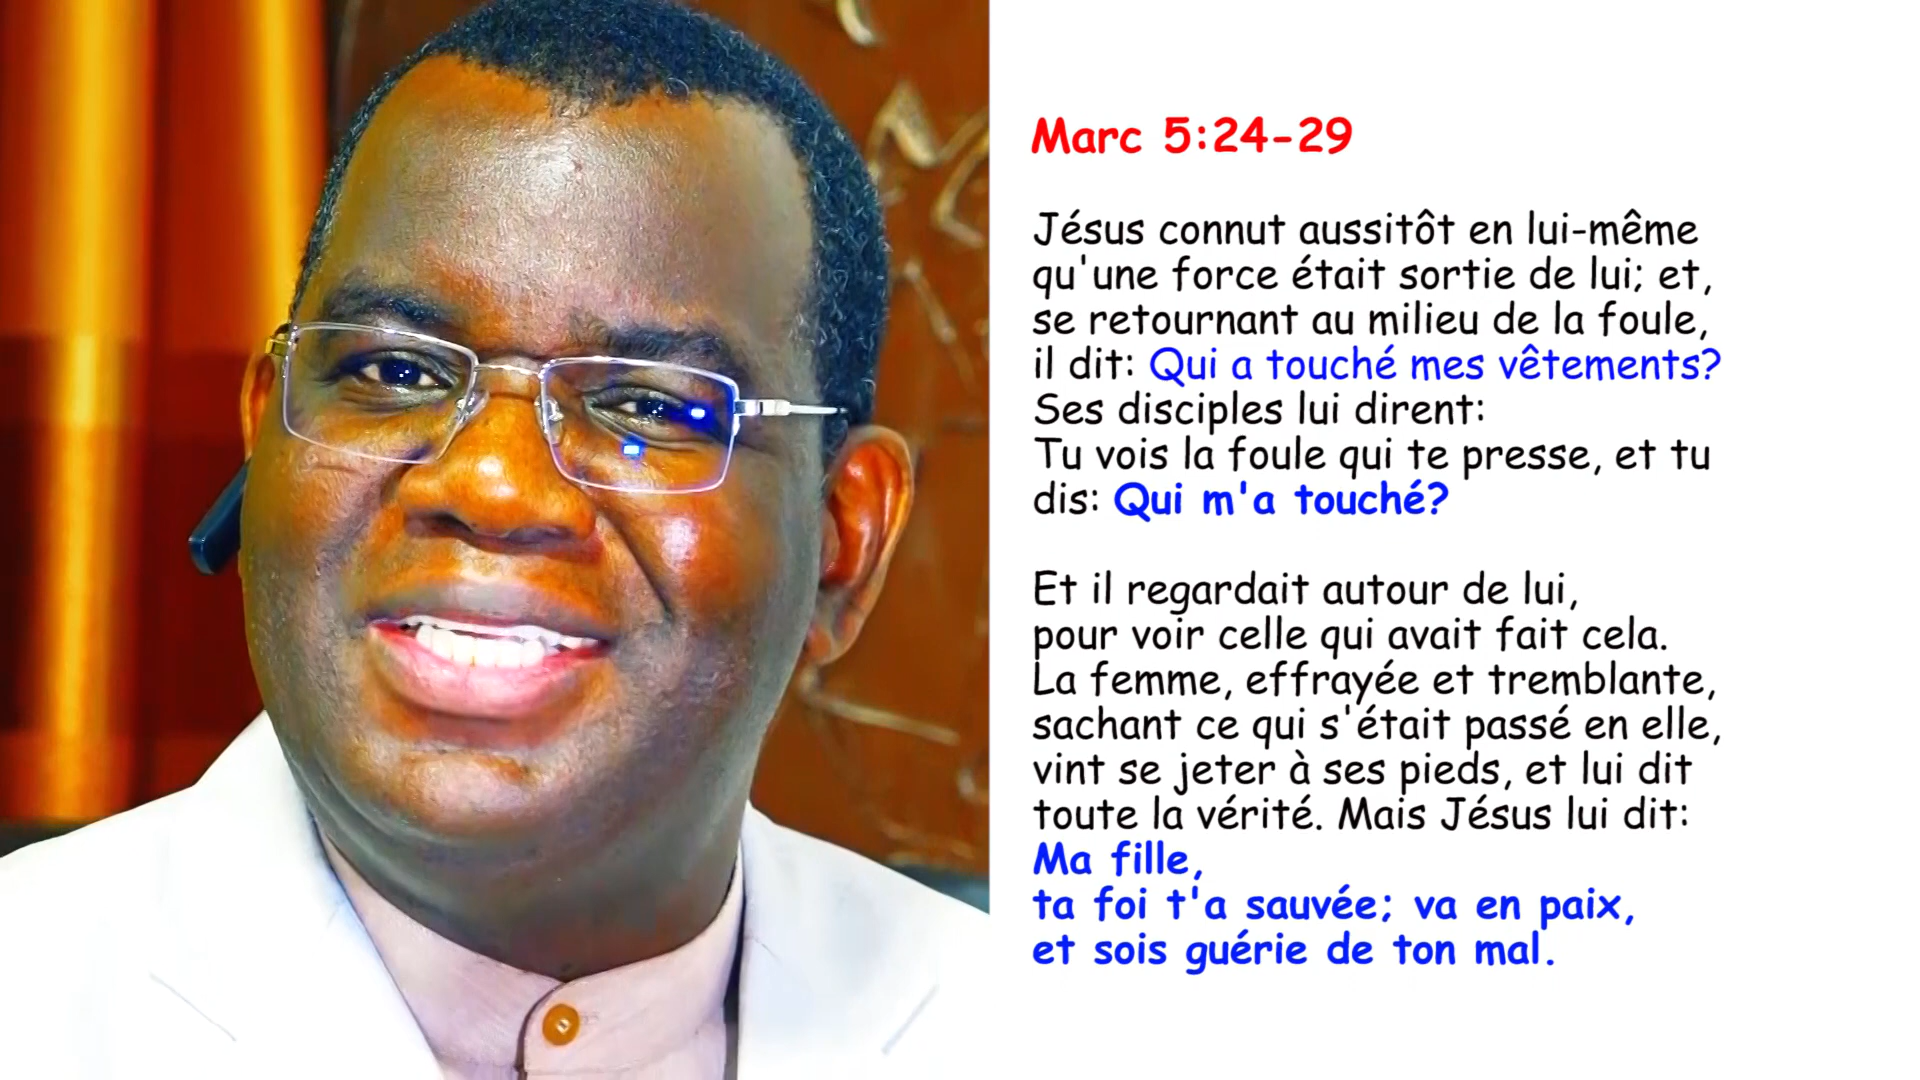 Marc 5:24-29
Jésus connut aussitôt en lui-même
qu'une force était sortie de lui; et,
se retournant au milieu de la foule,
il dit: Qui a touché mes vêtements?
Ses disciples lui dirent:
Tu vois la foule qui te presse, et tu
dis: Qui m'a touché?
Et il regardait autour de lui,
pour voir celle qui avait fait cela.
La femme, effrayée et tremblante,
sachant ce qui s'était passé en elle,
vint se jeter à ses pieds, et lui dit
toute la vérité. Mais Jésus lui dit:
Ma fille,
ta foi t'a sauvée; va en paix,
et sois guérie de ton mal.